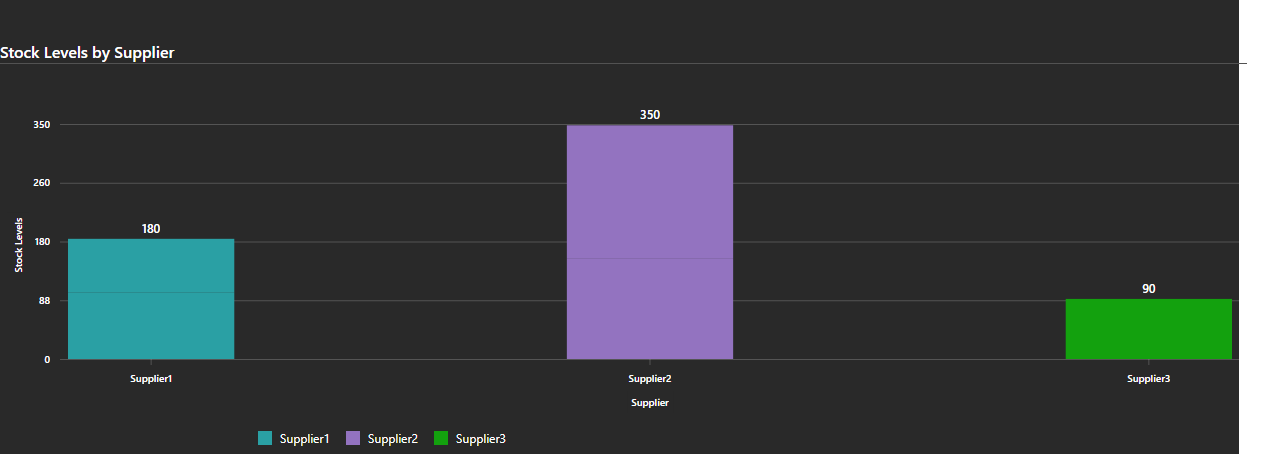 Stock Levels by Supplier
350
350
260
180
Stock Levels
180
88
90
0
Supplier1
Supplier2
Supplier3
Supplier
Supplier1 Supplier2 Supplier3